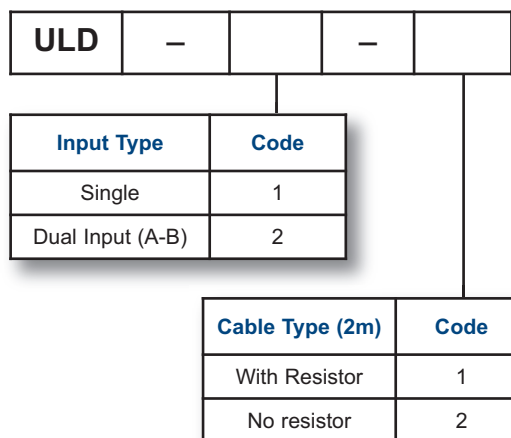 ULD – –
Input Type Code
Single 1
Dual Input (A-B) 2
Cable Type (2m) Code
With Resistor 1
No resistor 2